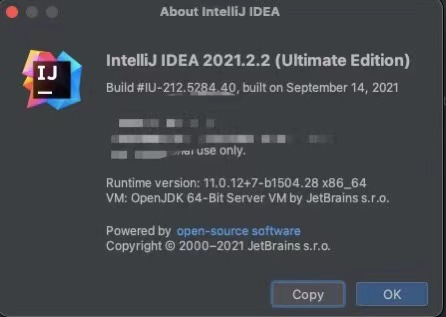 About IntelliJ IDEA
IJ
IntelliJ IDEA 2021.2.2 (Ultimate Edition)
Build #IU-212.5284.40, built on September 14, 2021
use only.
Runtime version: 11.0.12+7-b1504.28 x86_64
VM: OpenJDK 64-Bit Server VM by JetBrains s.r.o.
Powered by open-source software
Copyright © 2000–2021 JetBrains s.r.o.
Copy
OK